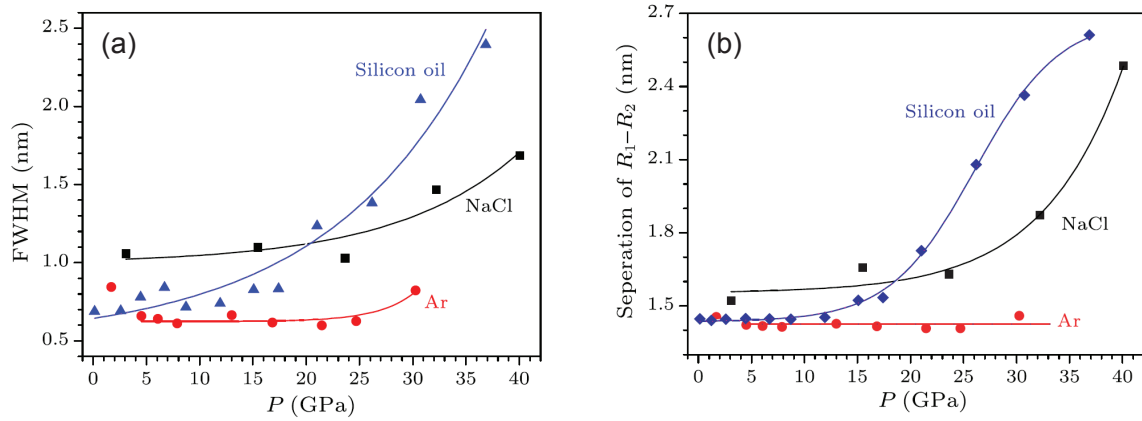 (a)
2.5
2.0
1.5
1.0
0.5
FWHM (nm)
Silicon oil
NaCl
Ar
0 5 10 15 20 25 30 35 40
P (GPa)
(b)
2.7
2.4
2.1
1.8
1.5
Seperation of R1–R2 (nm)
Silicon oil
NaCl
Ar
0 5 10 15 20 25 30 35 40
P (GPa)